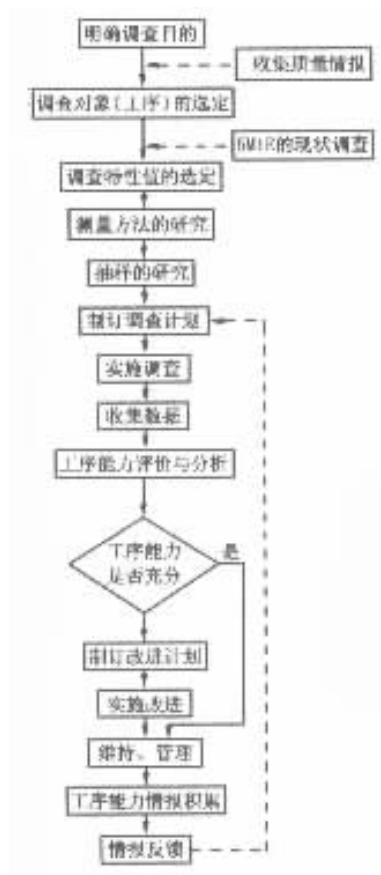 明确调查目的
收集质量情报
调查对象(工序)的选定
5M1R的现状调查
调查特性值的选定
测量方法的研究
抽样的研究
制订调查计划
实施调查
收集数据
工序能力评价与分析
工序能力
是否充分
是
制订改进计划
实施改进
维持、管理
工序能力情报积累
情报反馈